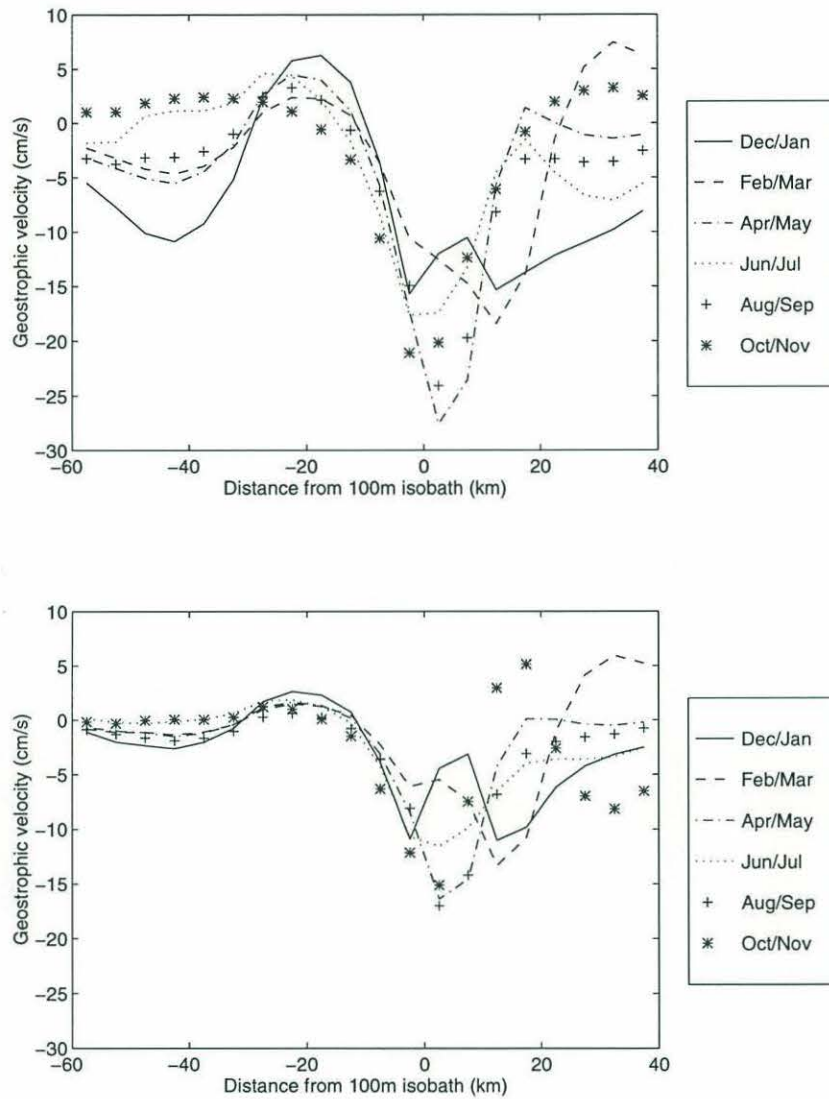 10
5
0
−5
−10
−15
−20
−25
−30
−60
−40
−20
0
20
40
Geostrophic velocity (cm/s)
Distance from 100m isobath (km)
Dec/Jan
Feb/Mar
Apr/May
Jun/Jul
Aug/Sep
Oct/Nov
10
5
0
−5
−10
−15
−20
−25
−30
−60
−40
−20
0
20
40
Geostrophic velocity (cm/s)
Distance from 100m isobath (km)
Dec/Jan
Feb/Mar
Apr/May
Jun/Jul
Aug/Sep
Oct/Nov